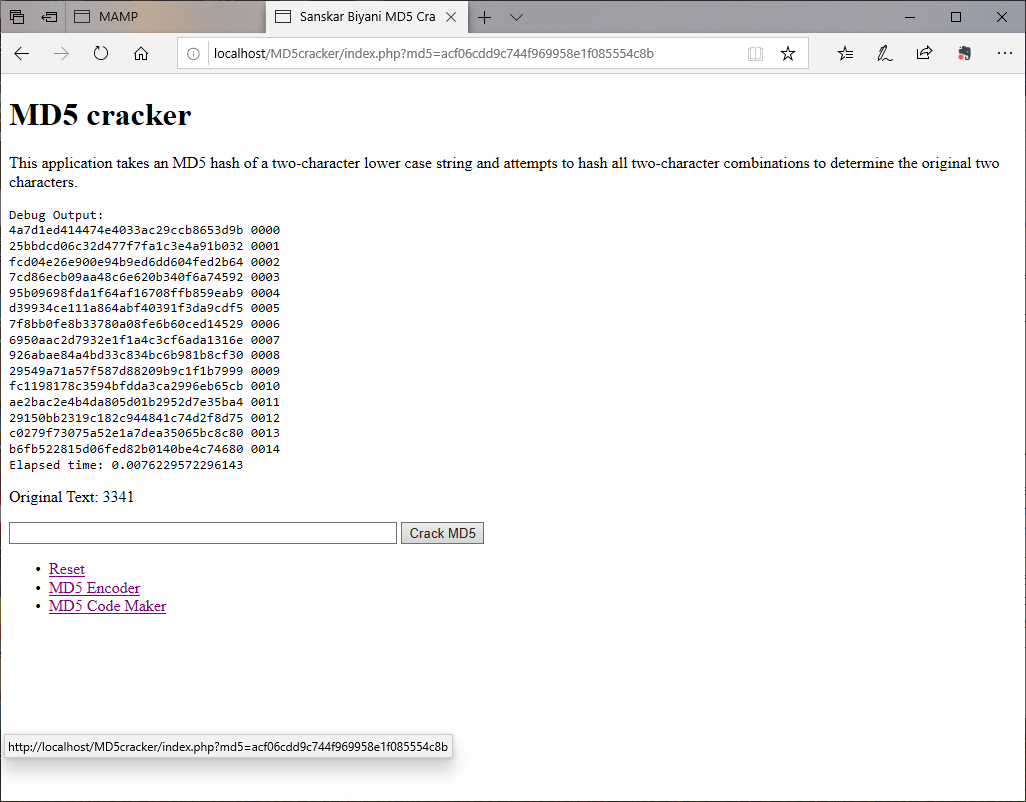 MAMP
Sanskar Biyani MD5 Cra
localhost/MD5cracker/index.php?md5=acf06cdd9c744f969958e1f085554c8b
MD5 cracker
This application takes an MD5 hash of a two-character lower case string and attempts to hash all two-character combinations to determine the original two
characters.
Debug Output:
4a7d1ed414474e4033ac29ccb8653d9b 0000
25bbdcd06c32d477f7fa1c3e4a91b032 0001
fcd04e26e900e94b9ed6dd604fed2b64 0002
7cd86ecb09aa48c6e620b340f6a74592 0003
95b09698fda1f64af16708ffb859eab9 0004
d39934ce111a864abf40391f3da9cdf5 0005
7f8bb0fe8b33780a08fe6b60ced14529 0006
6950aac2d7932e1f1a4c3cf6ada1316e 0007
926abae84a4bd33c834bc6b981b8cf30 0008
29549a71a57f587d88209b9c1f1b7999 0009
fc1198178c3594bfdda3ca2996eb65cb 0010
ae2bac2e4b4da805d01b2952d7e35ba4 0011
29150bb2319c182c944841c74d2f8d75 0012
c0279f73075a52e1a7dea35065bc8c80 0013
b6fb522815d06fed82b0140be4c74680 0014
Elapsed time: 0.0076229572296143
Original Text: 3341
Crack MD5
Reset
MD5 Encoder
MD5 Code Maker
http://localhost/MD5cracker/index.php?md5=acf06cdd9c744f969958e1f085554c8b